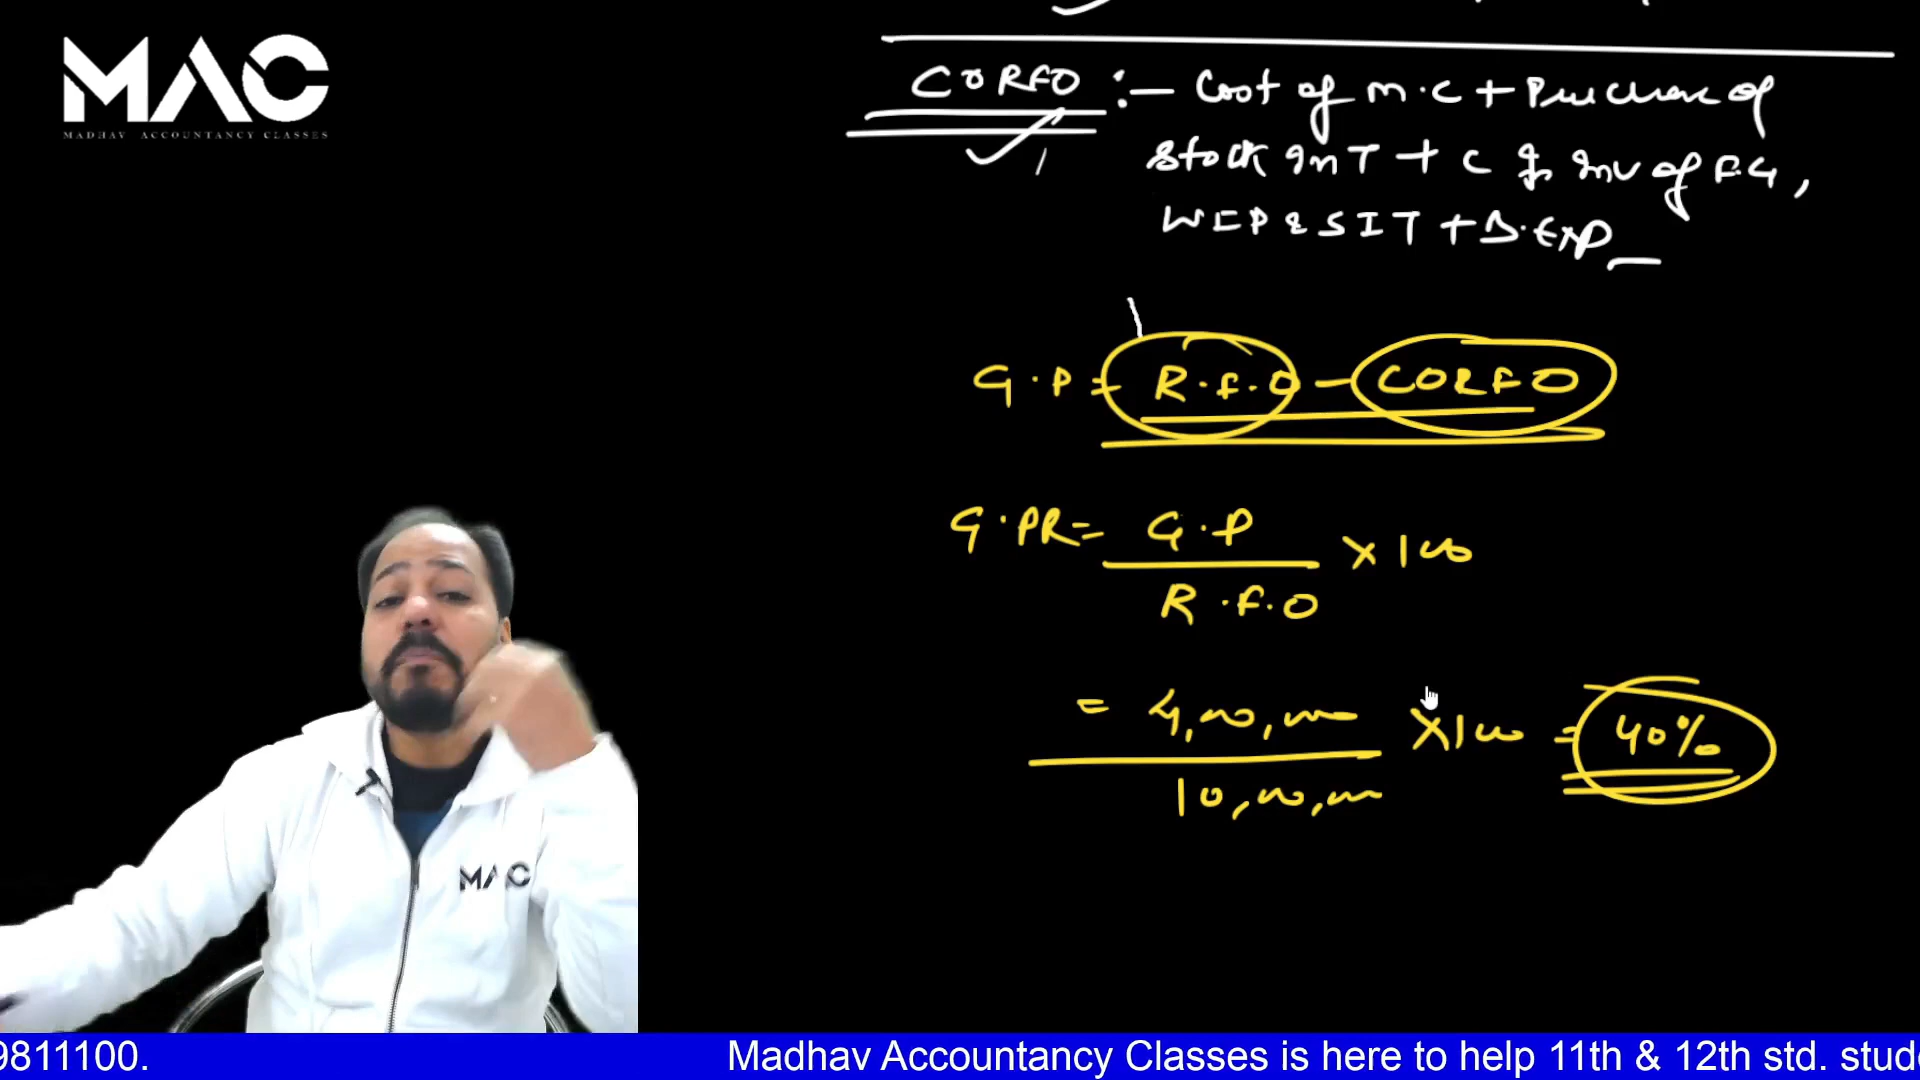 MAC
MADHAV ACCOUNTANCY CLASSES
CORFO :- Cost of M.C + Purchase of
Stock In T + C In Inv of F.G,
WIP & SIT + D.Exp
G.P = R.F.O - CORFO
G.PR = G.P / R.F.O X 100
= 4,00,000 / 10,00,000 X 100 = 40%
MAC
9811100.
Madhav Accountancy Classes is here to help 11th & 12th std. stud